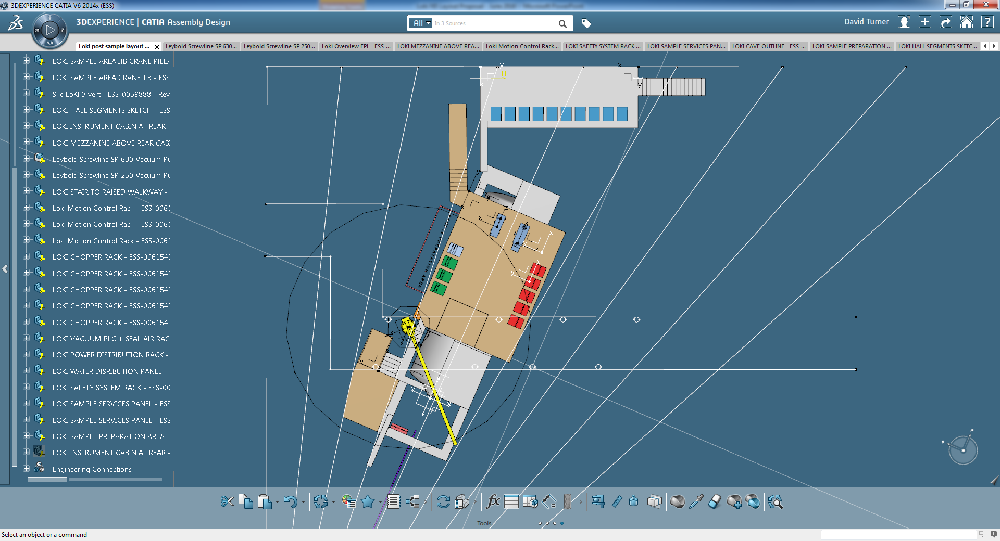 3DEXPERIENCE CATIA V6 2014x (ESS)
3DEXPERIENCE | CATIA Assembly Design
All
In 3 Sources
David Turner
3D
V.R
Loki post sample layout ...
Leybold Screwline SP 630...
Leybold Screwline SP 250...
Loki Overview EPL - ESS-...
LOKI MEZZANINE ABOVE REA...
Loki Motion Control Rack...
LOKI SAFETY SYSTEM RACK ...
LOKI SAMPLE SERVICES PAN...
LOKI CAVE OUTLINE - ESS-...
LOKI SAMPLE PREPARATION ...
LOKI HALL SEGMENTS SKETC...
LOKI SAMPLE AREA JIB CRANE PILLA
LOKI SAMPLE AREA CRANE JIB - ESS
Ske LoKI 3 vert - ESS-0059888 - Rev
LOKI HALL SEGMENTS SKETCH - ESS
LOKI INSTRUMENT CABIN AT REAR -
LOKI MEZZANINE ABOVE REAR CABI
Leybold Screwline SP 630 Vacuum Pu
Leybold Screwline SP 250 Vacuum Pu
LOKI STAIR TO RAISED WALKWAY -
Loki Motion Control Rack - ESS-0061
Loki Motion Control Rack - ESS-0061
Loki Motion Control Rack - ESS-0061
LOKI CHOPPER RACK - ESS-0061547
LOKI CHOPPER RACK - ESS-0061547
LOKI CHOPPER RACK - ESS-0061547
LOKI CHOPPER RACK - ESS-0061547
LOKI CHOPPER RACK - ESS-0061547
LOKI VACUUM PLC + SEAL AIR RAC
LOKI POWER DISTRIBUTION RACK -
LOKI WATER DISRIBUTION PANEL - I
LOKI SAFETY SYSTEM RACK - ESS-00
LOKI SAMPLE SERVICES PANEL - ESS
LOKI SAMPLE SERVICES PANEL - ESS
LOKI SAMPLE PREPARATION AREA -
LOKI INSTRUMENT CABIN AT REAR -
Engineering Connections
H
AREA
fx
Tools
Select an object or a command